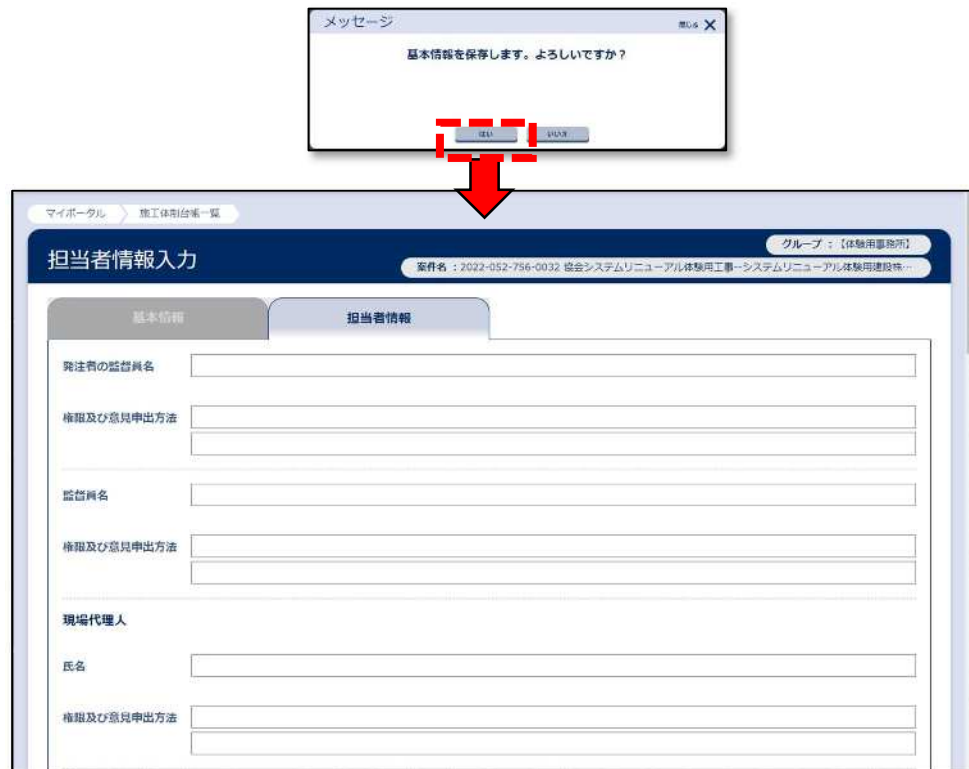 メッセージ
閉じる X
基本情報を保存します。よろしいですか？
はい いいえ
マイポータル 施工体制台帳一覧
グループ ：【体験用事務所】
担当者情報入力
案件名 ：2022-052-756-0032 協会システムリニューアル体験用工事--システムリニューアル体験用建設株…
基本情報 担当者情報
発注者の監督員名
権限及び意見申出方法
監督員名
権限及び意見申出方法
現場代理人
氏名
権限及び意見申出方法